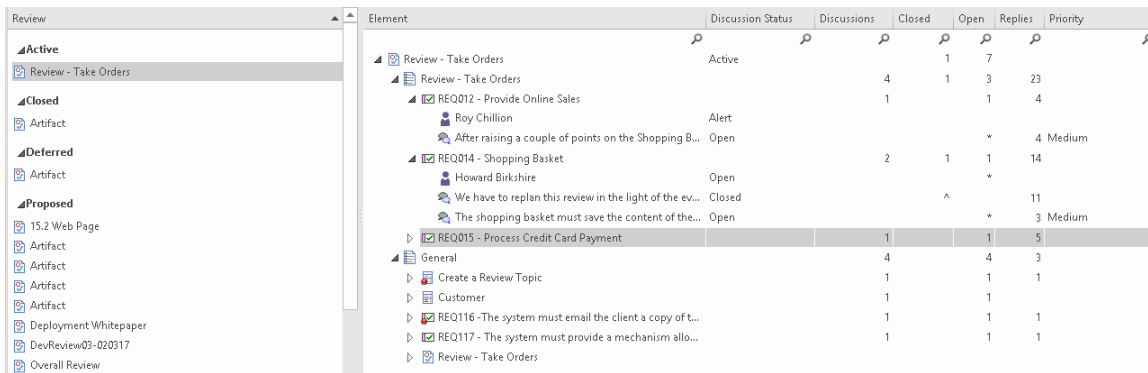 Review
Active
Review - Take Orders
Closed
Artifact
Deferred
Artifact
Proposed
15.2 Web Page
Artifact
Artifact
Artifact
Artifact
Deployment Whitepaper
DevReview03-020317
Overall Review
Element Discussion Status Discussions Closed Open Replies Priority
Review - Take Orders Active 1 7
Review - Take Orders 4 1 3 23
REQ012 - Provide Online Sales 1 1 4
Roy Chillion Alert
After raising a couple of points on the Shopping B... Open * 4 Medium
REQ014 - Shopping Basket 2 1 1 14
Howard Birkshire Open *
We have to replan this review in the light of the ev... Closed ^ 11
The shopping basket must save the content of the... Open * 3 Medium
REQ015 - Process Credit Card Payment 1 1 5
General 4 4 3
Create a Review Topic 1 1 1
Customer 1 1
REQ116 -The system must email the client a copy of t... 1 1 1
REQ117 - The system must provide a mechanism allo... 1 1 1
Review - Take Orders